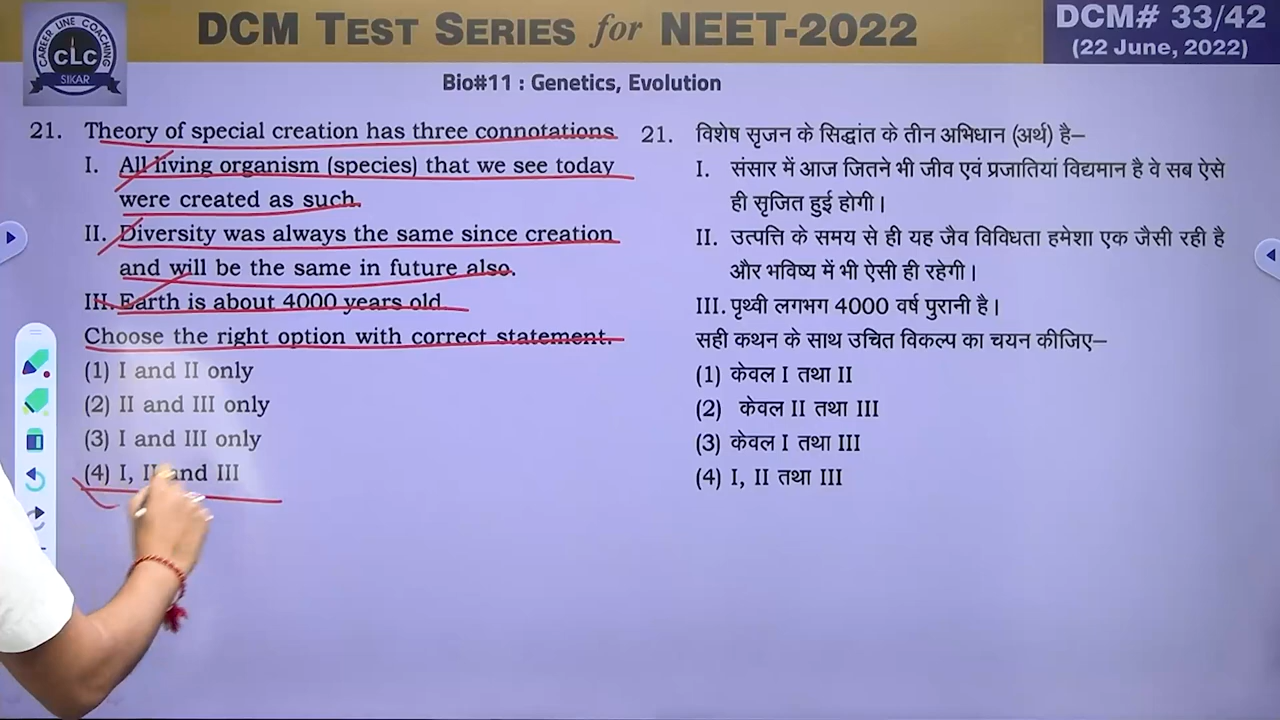 DCM TEST SERIES for NEET-2022
DCM# 33/42
(22 June, 2022)
CAREER LINE COACHING
CLC
SIKAR
Bio#11 : Genetics, Evolution
21. Theory of special creation has three connotations
I. All living organism (species) that we see today
were created as such.
II. Diversity was always the same since creation
and will be the same in future also.
III. Earth is about 4000 years old.
Choose the right option with correct statement.
(1) I and II only
(2) II and III only
(3) I and III only
(4) I, II and III
21. विशेष सृजन के सिद्धांत के तीन अभिधान (अर्थ) है–
I. संसार में आज जितने भी जीव एवं प्रजातियां विद्यमान है वे सब ऐसे
ही सृजित हुई होगी।
II. उत्पत्ति के समय से ही यह जैव विविधता हमेशा एक जैसी रही है
और भविष्य में भी ऐसी ही रहेगी।
III. पृथ्वी लगभग 4000 वर्ष पुरानी है।
सही कथन के साथ उचित विकल्प का चयन कीजिए–
(1) केवल I तथा II
(2) केवल II तथा III
(3) केवल I तथा III
(4) I, II तथा III